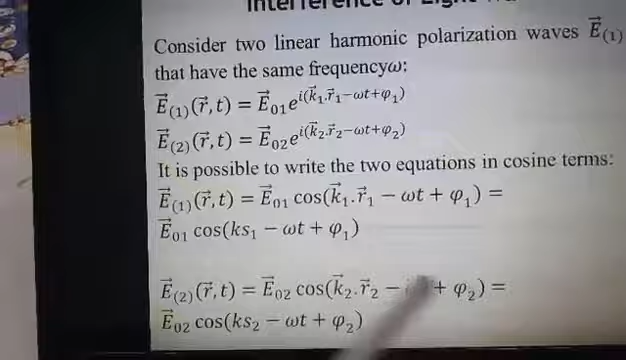 Interference of Light
Consider two linear harmonic polarization waves E⃗(1)
that have the same frequencyω:
E⃗(1)(r⃗, t) = E⃗01e^i(k⃗1.r⃗1−ωt+φ1)
E⃗(2)(r⃗, t) = E⃗02e^i(k⃗2.r⃗2−ωt+φ2)
It is possible to write the two equations in cosine terms:
E⃗(1)(r⃗, t) = E⃗01 cos(k⃗1.r⃗1 − ωt + φ1) =
E⃗01 cos(ks1 − ωt + φ1)
E⃗(2)(r⃗, t) = E⃗02 cos(k⃗2.r⃗2 − + φ2) =
E⃗02 cos(ks2 − ωt + φ2)